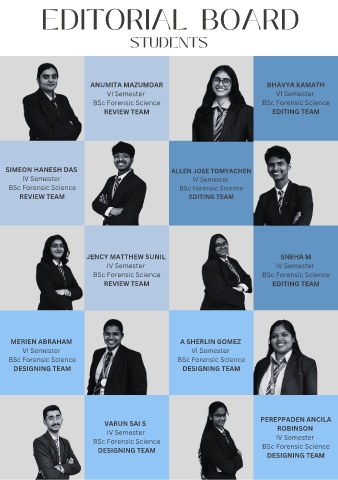 EDITORIAL BOARD
STUDENTS
ANUMITA MAZUMDAR
VI Semester
BSc Forensic Science
REVIEW TEAM
BHAVYA KAMATH
VI Semester
BSc Forensic Science
EDITING TEAM
SIMEON HANESH DAS
IV Semester
BSc Forensic Science
REVIEW TEAM
ALLEN JOSE TOMYACHEN
IV Semester
BSc Forensic Science
EDITING TEAM
JENCY MATTHEW SUNIL
IV Semester
BSc Forensic Science
REVIEW TEAM
SNEHA M
IV Semester
BSc Forensic Science
EDITING TEAM
MERIEN ABRAHAM
VI Semester
BSc Forensic Science
DESIGNING TEAM
A SHERLIN GOMEZ
VI Semester
BSc Forensic Science
DESIGNING TEAM
VARUN SAI S
VI Semester
BSc Forensic Science
DESIGNING TEAM
PEREPPADEN ANCILA
ROBINSON
IV Semester
BSc Forensic Science
DESIGNING TEAM